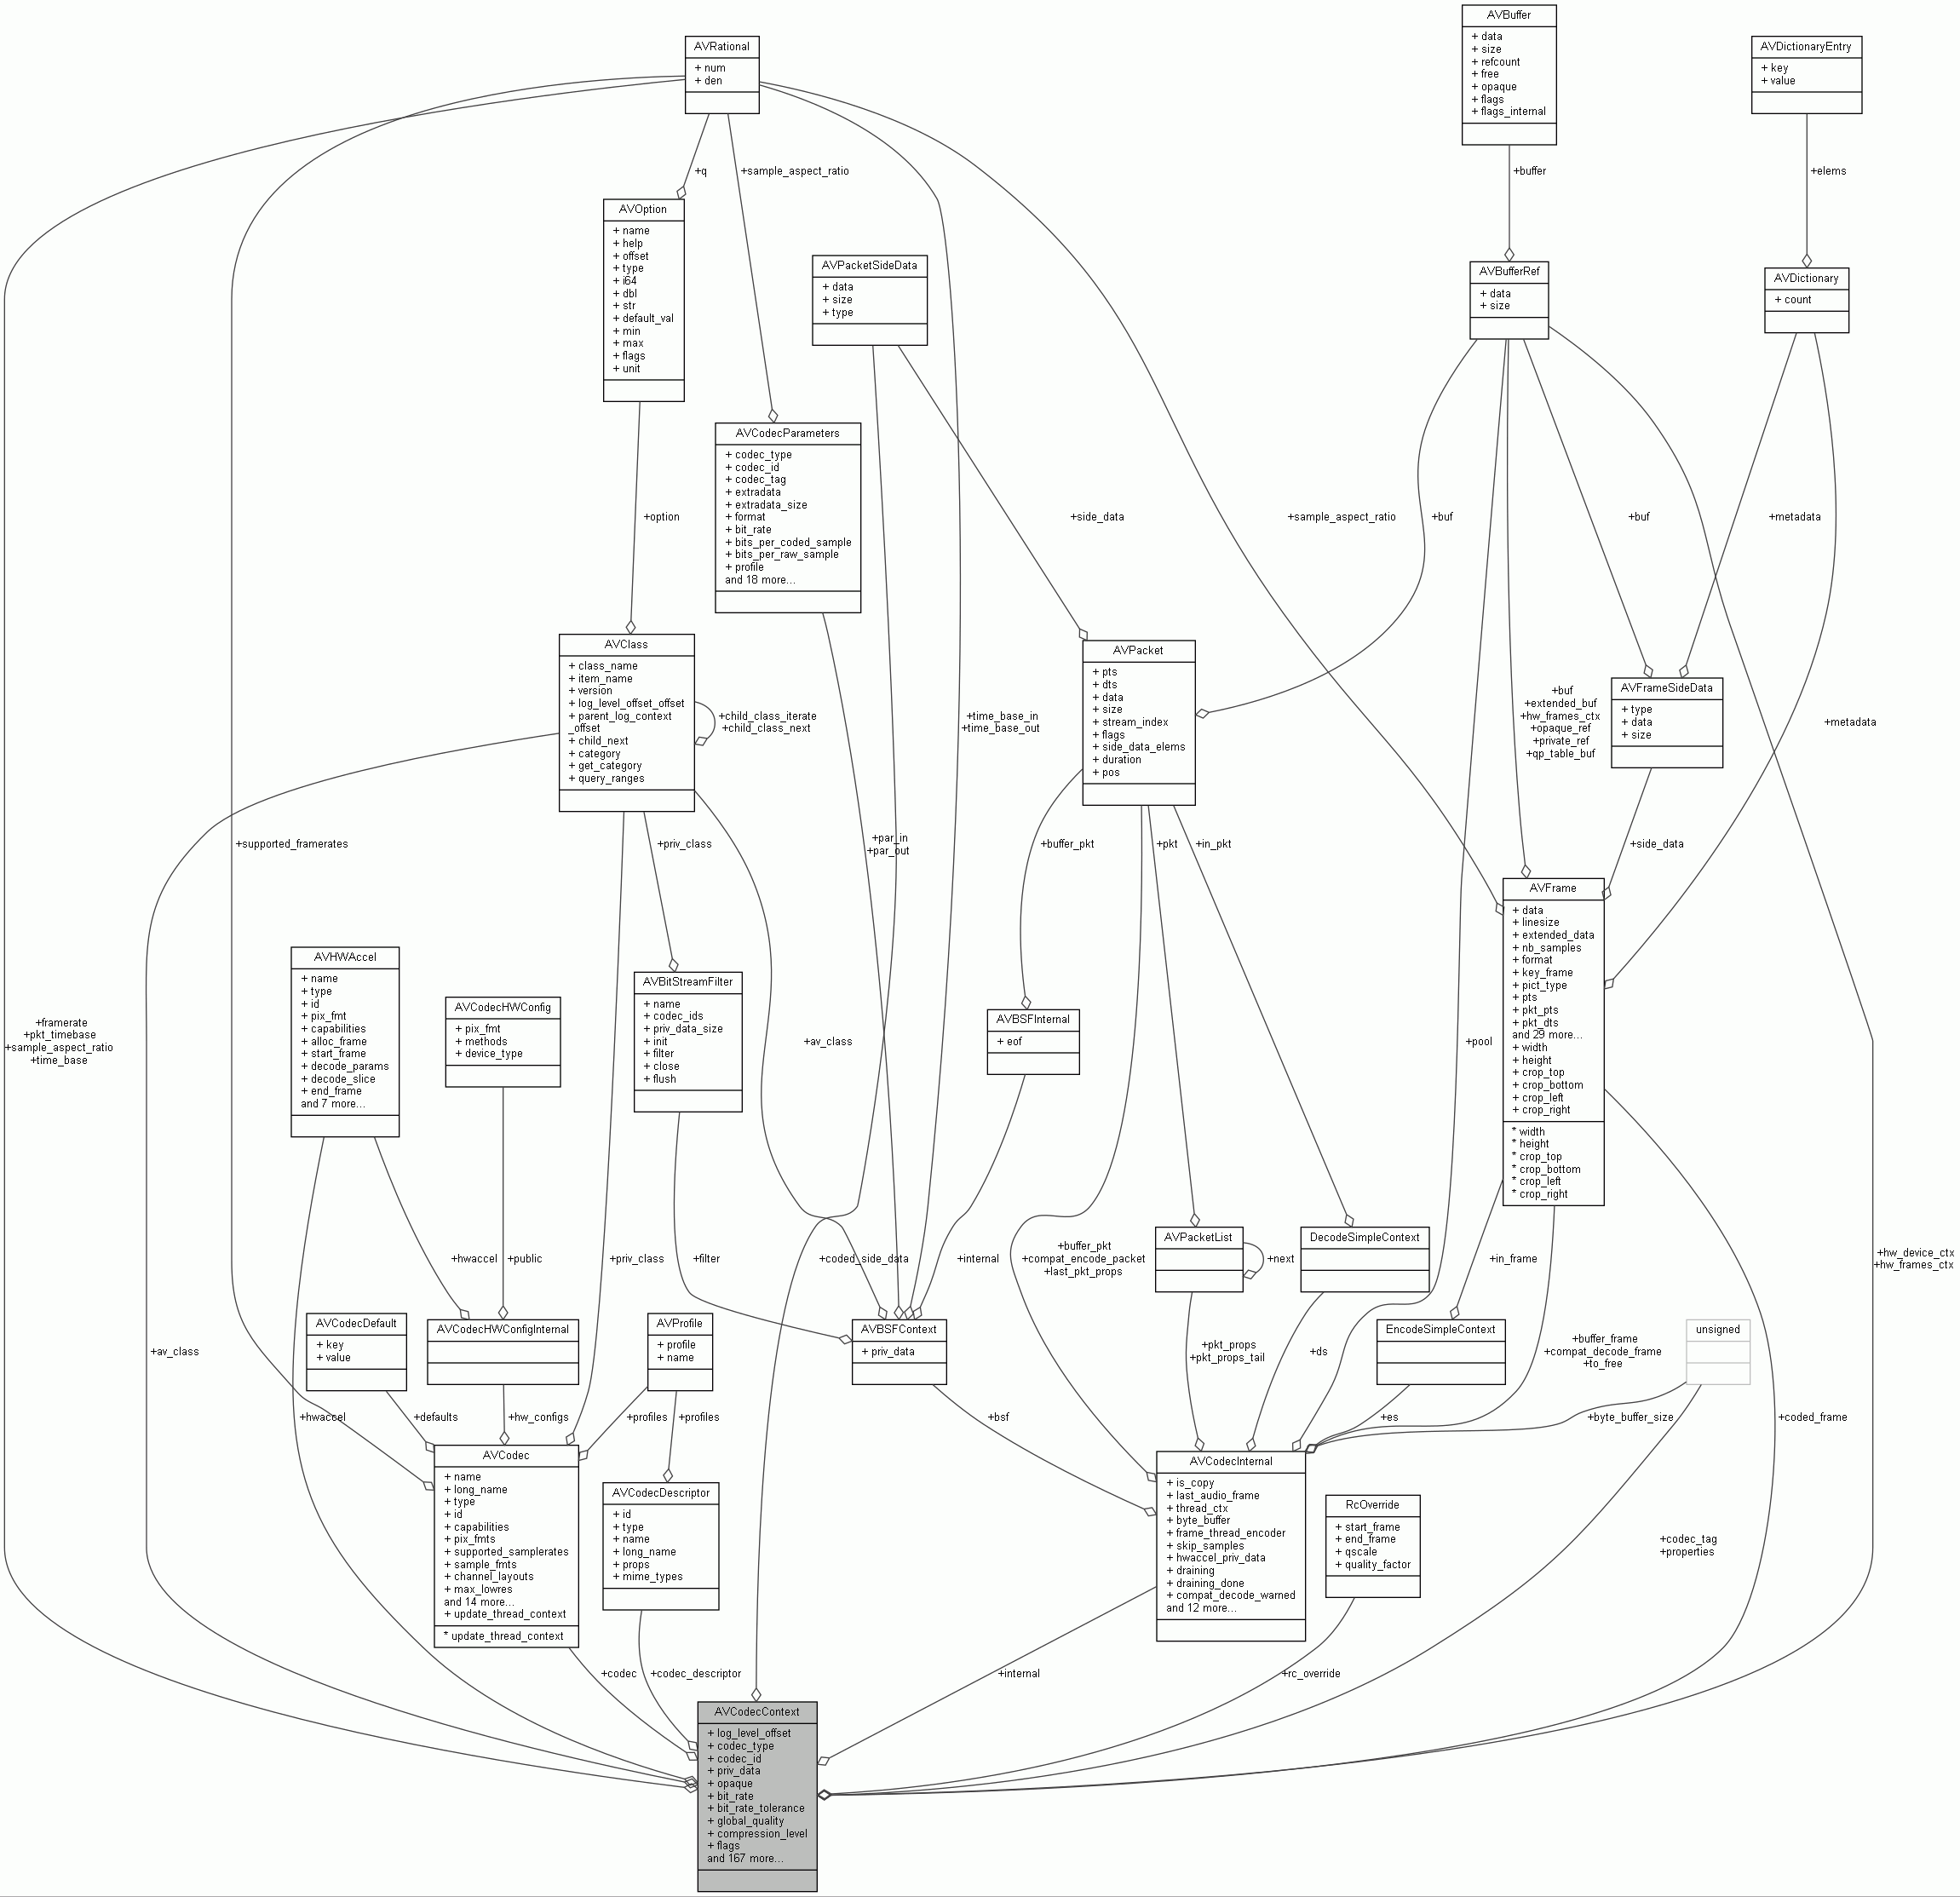 AVBuffer
+ data
+ size
+ refcount
+ free
+ opaque
+ flags
+ flags_internal
AVRational
+ num
+ den
AVDictionaryEntry
+ key
+ value
+q
+sample_aspect_ratio
+buffer
+elems
AVOption
+ name
+ help
+ offset
+ type
+ i64
+ dbl
+ str
+ default_val
+ min
+ max
+ flags
+ unit
AVPacketSideData
+ data
+ size
+ type
AVBufferRef
+ data
+ size
AVDictionary
+ count
AVCodecParameters
+ codec_type
+ codec_id
+ codec_tag
+ extradata
+ extradata_size
+ format
+ bit_rate
+ bits_per_coded_sample
+ bits_per_raw_sample
+ profile
and 18 more...
+option
+side_data
+sample_aspect_ratio
+buf
+buf
+metadata
AVClass
+ class_name
+ item_name
+ version
+ log_level_offset_offset
+ parent_log_context
_offset
+ child_next
+ category
+ get_category
+ query_ranges
+child_class_iterate
+child_class_next
+time_base_in
+time_base_out
AVPacket
+ pts
+ dts
+ data
+ size
+ stream_index
+ flags
+ side_data_elems
+ duration
+ pos
+buf
+extended_buf
+hw_frames_ctx
+opaque_ref
+private_ref
+qp_table_buf
AVFrameSideData
+ type
+ data
+ size
+metadata
+supported_framerates
+priv_class
+par_in
+par_out
+buffer_pkt
+pkt
+in_pkt
+side_data
AVFrame
+ data
+ linesize
+ extended_data
+ nb_samples
+ format
+ key_frame
+ pict_type
+ pts
+ pkt_pts
+ pkt_dts
and 29 more...
+ width
+ height
+ crop_top
+ crop_bottom
+ crop_left
+ crop_right
* width
* height
* crop_top
* crop_bottom
* crop_left
* crop_right
+framerate
+pkt_timebase
+sample_aspect_ratio
+time_base
AVHWAccel
+ name
+ type
+ id
+ pix_fmt
+ capabilities
+ alloc_frame
+ start_frame
+ decode_params
+ decode_slice
+ end_frame
and 7 more...
AVCodecHWConfig
+ pix_fmt
+ methods
+ device_type
AVBitStreamFilter
+ name
+ codec_ids
+ priv_data_size
+ init
+ filter
+ close
+ flush
+av_class
AVBSFInternal
+ eof
+pool
+hwaccel
+public
+priv_class
+filter
+coded_side_data
+internal
+buffer_pkt
+compat_encode_packet
+last_pkt_props
AVPacketList
+next
DecodeSimpleContext
+in_frame
+hw_device_ctx
+hw_frames_ctx
+av_class
AVCodecDefault
+ key
+ value
AVCodecHWConfigInternal
AVProfile
+ profile
+ name
AVBSFContext
+ priv_data
+pkt_props
+pkt_props_tail
+ds
EncodeSimpleContext
+buffer_frame
+compat_decode_frame
+to_free
unsigned
+hwaccel
+defaults
+hw_configs
+profiles
+profiles
+bsf
+es
+byte_buffer_size
+coded_frame
AVCodec
+ name
+ long_name
+ type
+ id
+ capabilities
+ pix_fmts
+ supported_samplerates
+ sample_fmts
+ channel_layouts
+ max_lowres
and 14 more...
+ update_thread_context
* update_thread_context
AVCodecDescriptor
+ id
+ type
+ name
+ long_name
+ props
+ mime_types
AVCodecInternal
+ is_copy
+ last_audio_frame
+ thread_ctx
+ byte_buffer
+ frame_thread_encoder
+ skip_samples
+ hwaccel_priv_data
+ draining
+ draining_done
+ compat_decode_warned
and 12 more...
RcOverride
+ start_frame
+ end_frame
+ qscale
+ quality_factor
+codec_tag
+properties
+codec
+codec_descriptor
+internal
+rc_override
AVCodecContext
+ log_level_offset
+ codec_type
+ codec_id
+ priv_data
+ opaque
+ bit_rate
+ bit_rate_tolerance
+ global_quality
+ compression_level
+ flags
and 167 more...